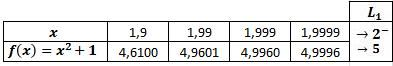 L₁
x 1,9 1,99 1,999 1,9999 → 2⁻
f(x) = x² + 1 4,6100 4,9601 4,9960 4,9996 → 5